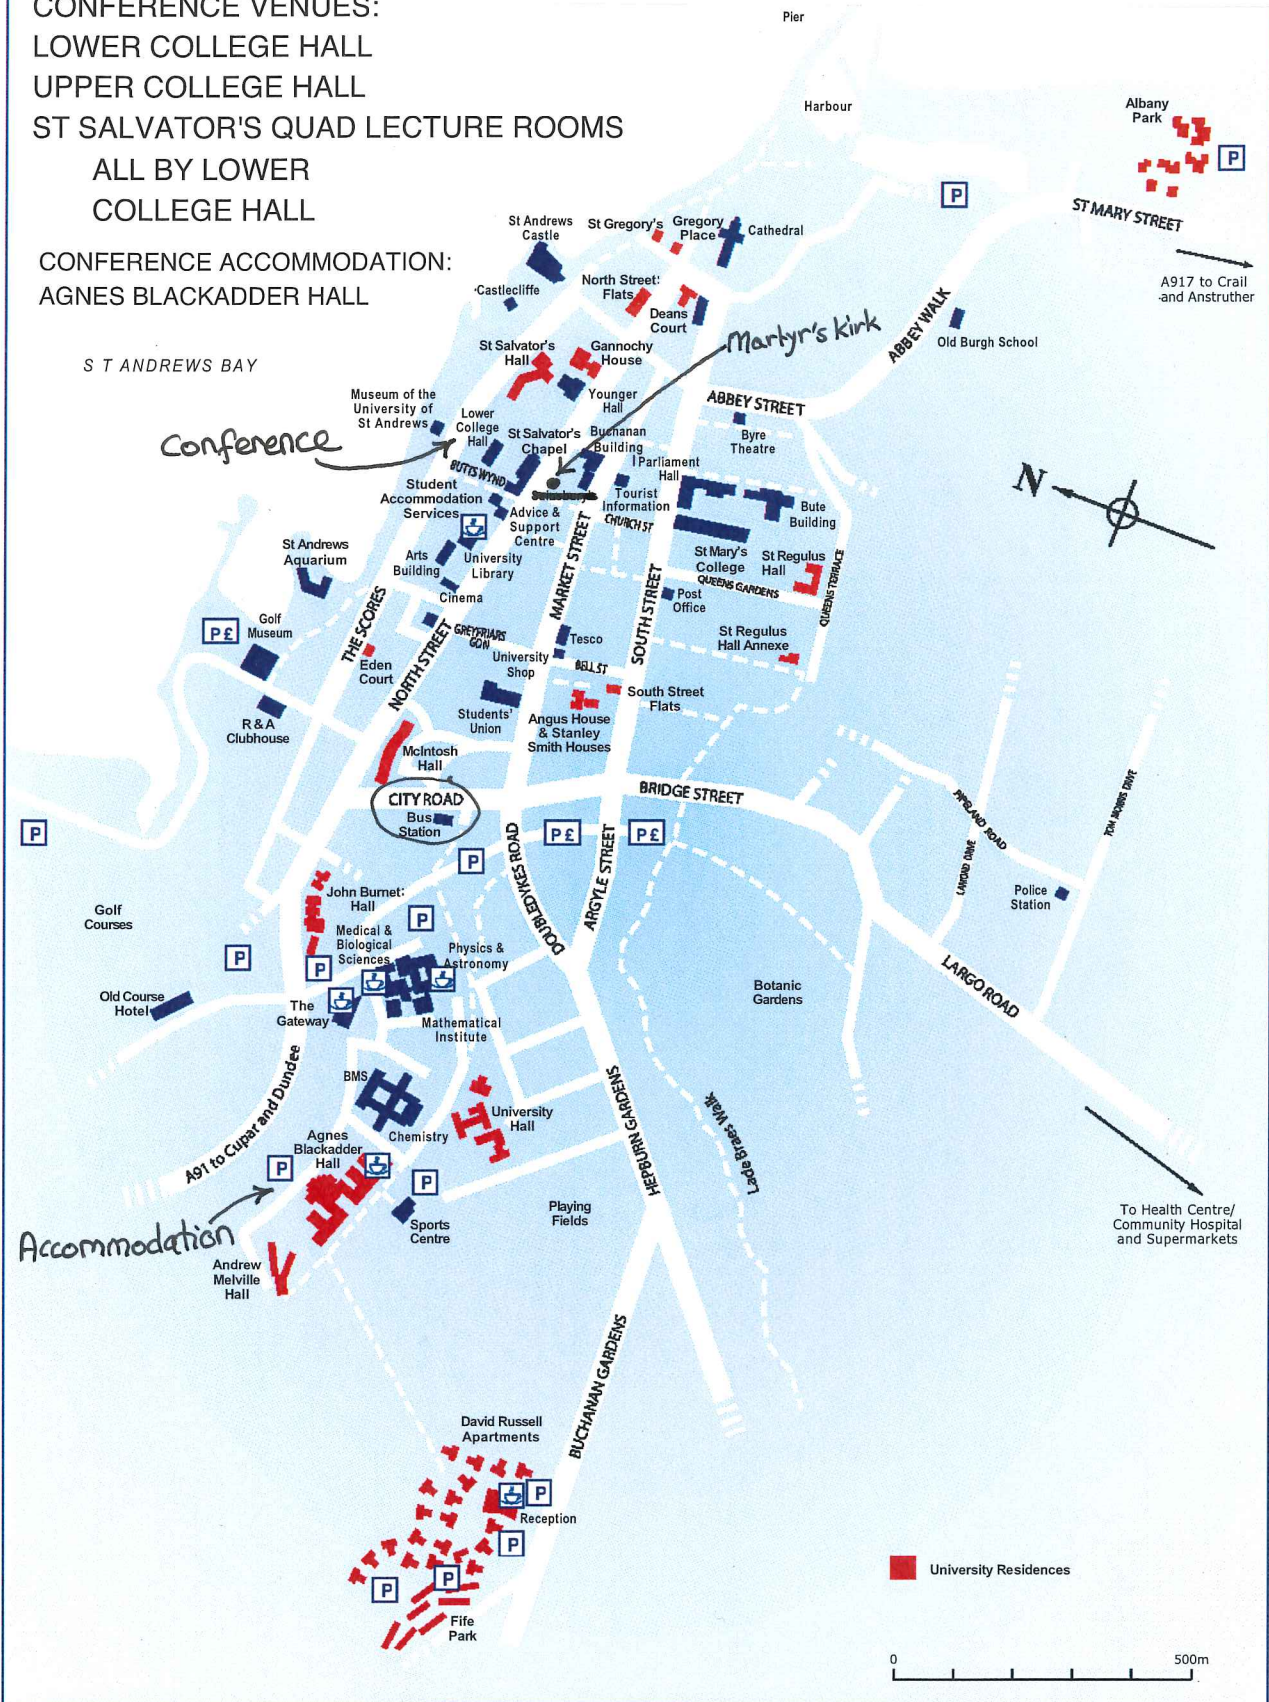 CONFERENCE VENUES:
LOWER COLLEGE HALL
UPPER COLLEGE HALL
ST SALVATOR'S QUAD LECTURE ROOMS
ALL BY LOWER
COLLEGE HALL
CONFERENCE ACCOMMODATION:
AGNES BLACKADDER HALL
Pier
Harbour
Albany
Park
P
P
ST MARY STREET
A917 to Crail
and Anstruther
St Andrews
Castle
St Gregory's
Gregory
Place
Cathedral
Castlecliffe
North Street
Flats
Deans
Court
Martyr's kirk
ABBEY WALK
Old Burgh School
ST ANDREWS BAY
St Salvator's
Hall
Gannochy
House
Younger
Hall
ABBEY STREET
Byre
Theatre
Museum of the
University of
St Andrews
Lower
College
Hall
Conference
St Salvator's
Chapel
Buchanan
Building
Parliament
Hall
BUTTS WYND
Student
Accommodation
Services
Advice &
Support
Centre
Tourist
Information
CHURCH ST
Bute
Building
N
St Andrews
Aquarium
Arts
Building
University
Library
Cinema
MARKET STREET
St Mary's
College
St Regulus
Hall
QUEENS GARDENS
Post
Office
QUEENS TERRACE
SOUTH STREET
P£
Golf
Museum
THE SCORES
Eden
Court
NORTH STREET
GREYFRIARS
GDN
Tesco
University
Shop
BELL ST
St Regulus
Hall Annexe
R & A
Clubhouse
Students'
Union
Angus House
& Stanley
Smith Houses
South Street
Flats
McIntosh
Hall
CITY ROAD
Bus
Station
BRIDGE STREET
P
P£
P£
P
DOUBLEDYKES ROAD
ARGYLE STREET
PIPELAND ROAD
LAMOND DRIVE
TOM MORRIS DRIVE
Police
Station
John Burnet
Hall
Golf
Courses
P
P
P
Medical &
Biological
Sciences
Physics &
Astronomy
Old Course
Hotel
The
Gateway
Mathematical
Institute
Botanic
Gardens
LARGO ROAD
A91 to Cupar and Dundee
BMS
Chemistry
University
Hall
HEPBURN GARDENS
Lade Braes Walk
Agnes
Blackadder
Hall
P
P
Sports
Centre
Playing
Fields
Accommodation
Andrew
Melville
Hall
To Health Centre/
Community Hospital
and Supermarkets
BUCHANAN GARDENS
David Russell
Apartments
P
Reception
P
P
P
Fife
Park
University Residences
0 500m